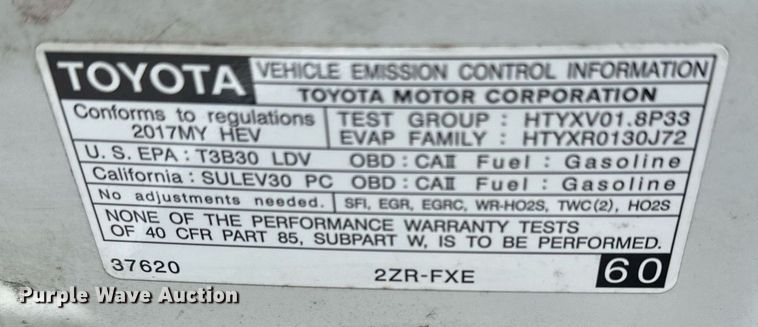 TOYOTA VEHICLE EMISSION CONTROL INFORMATION
TOYOTA MOTOR CORPORATION
Conforms to regulations
2017MY HEV
TEST GROUP : HTYXV01.8P33
EVAP FAMILY : HTYXR0130J72
U. S. EPA : T3B30 LDV OBD : CAII Fuel : Gasoline
California : SULEV30 PC OBD : CAII Fuel : Gasoline
No adjustments needed. SFI, EGR, EGRC, WR-HO2S, TWC(2), HO2S
NONE OF THE PERFORMANCE WARRANTY TESTS
OF 40 CFR PART 85, SUBPART W, IS TO BE PERFORMED.
37620 2ZR-FXE 60
Purple Wave Auction